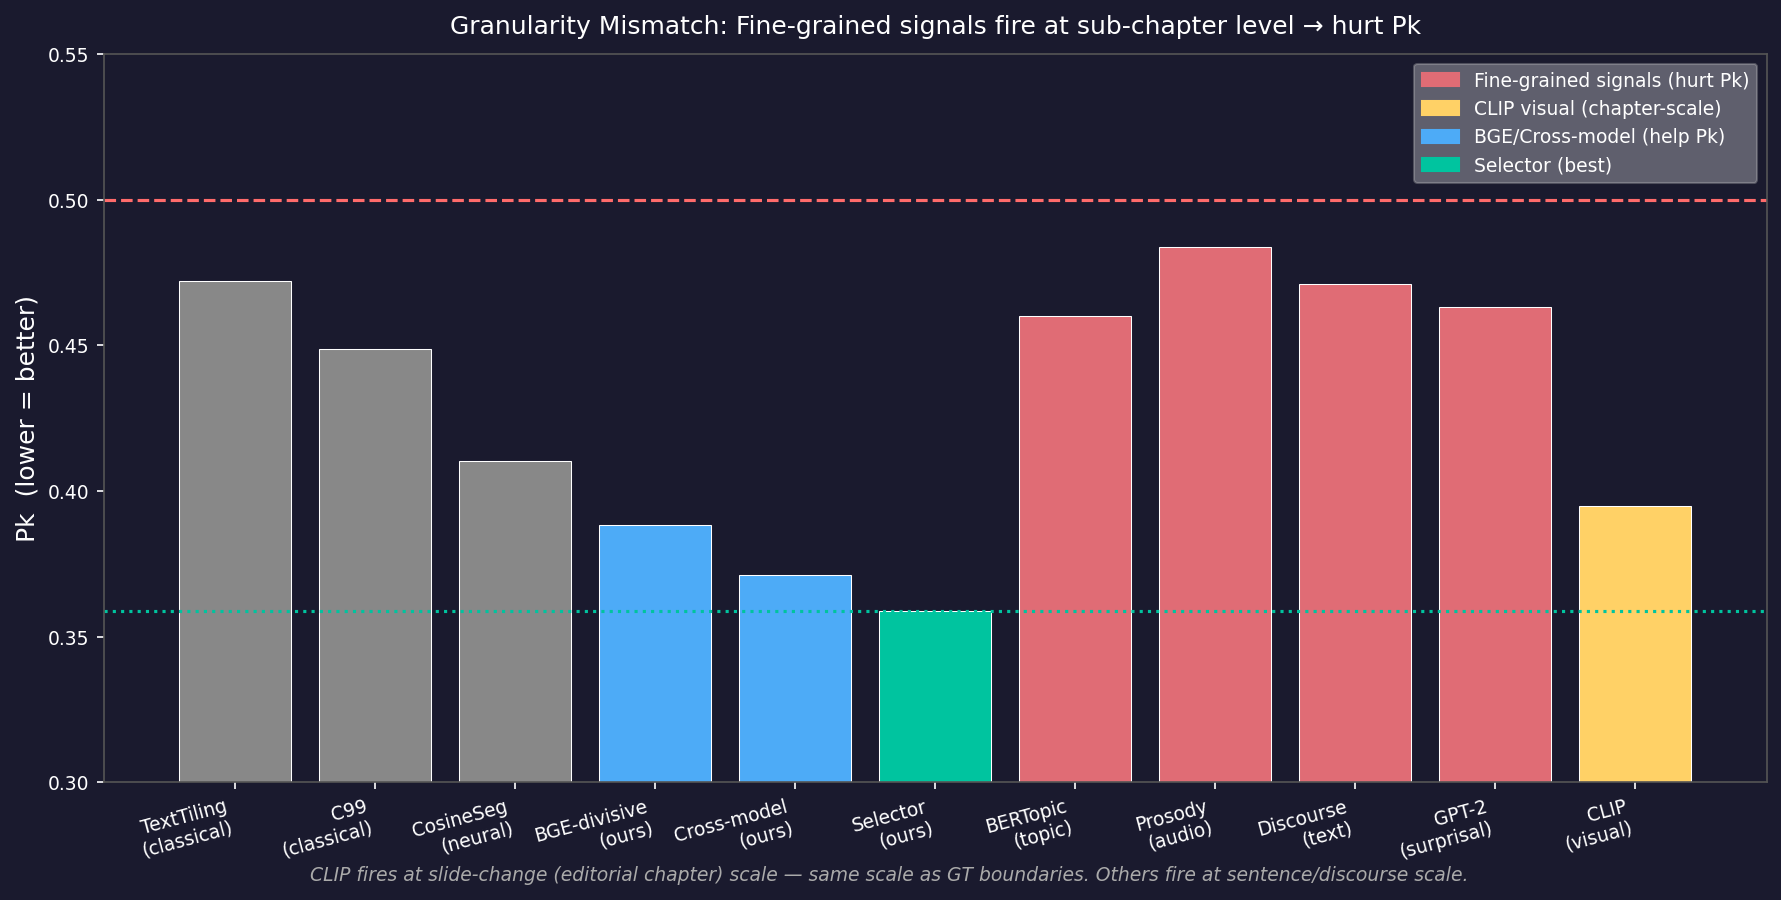 Granularity Mismatch: Fine-grained signals fire at sub-chapter level → hurt Pk
Fine-grained signals (hurt Pk)
CLIP visual (chapter-scale)
BGE/Cross-model (help Pk)
Selector (best)
Pk (lower = better)
0.55
0.50
0.45
0.40
0.35
0.30
TextTiling
(classical)
C99
(classical)
CosineSeg
(neural)
BGE-divisive
(ours)
Cross-model
(ours)
Selector
(ours)
BERTopic
(topic)
Prosody
(audio)
Discourse
(text)
GPT-2
(surprisal)
CLIP
(visual)
CLIP fires at slide-change (editorial chapter) scale — same scale as GT boundaries. Others fire at sentence/discourse scale.